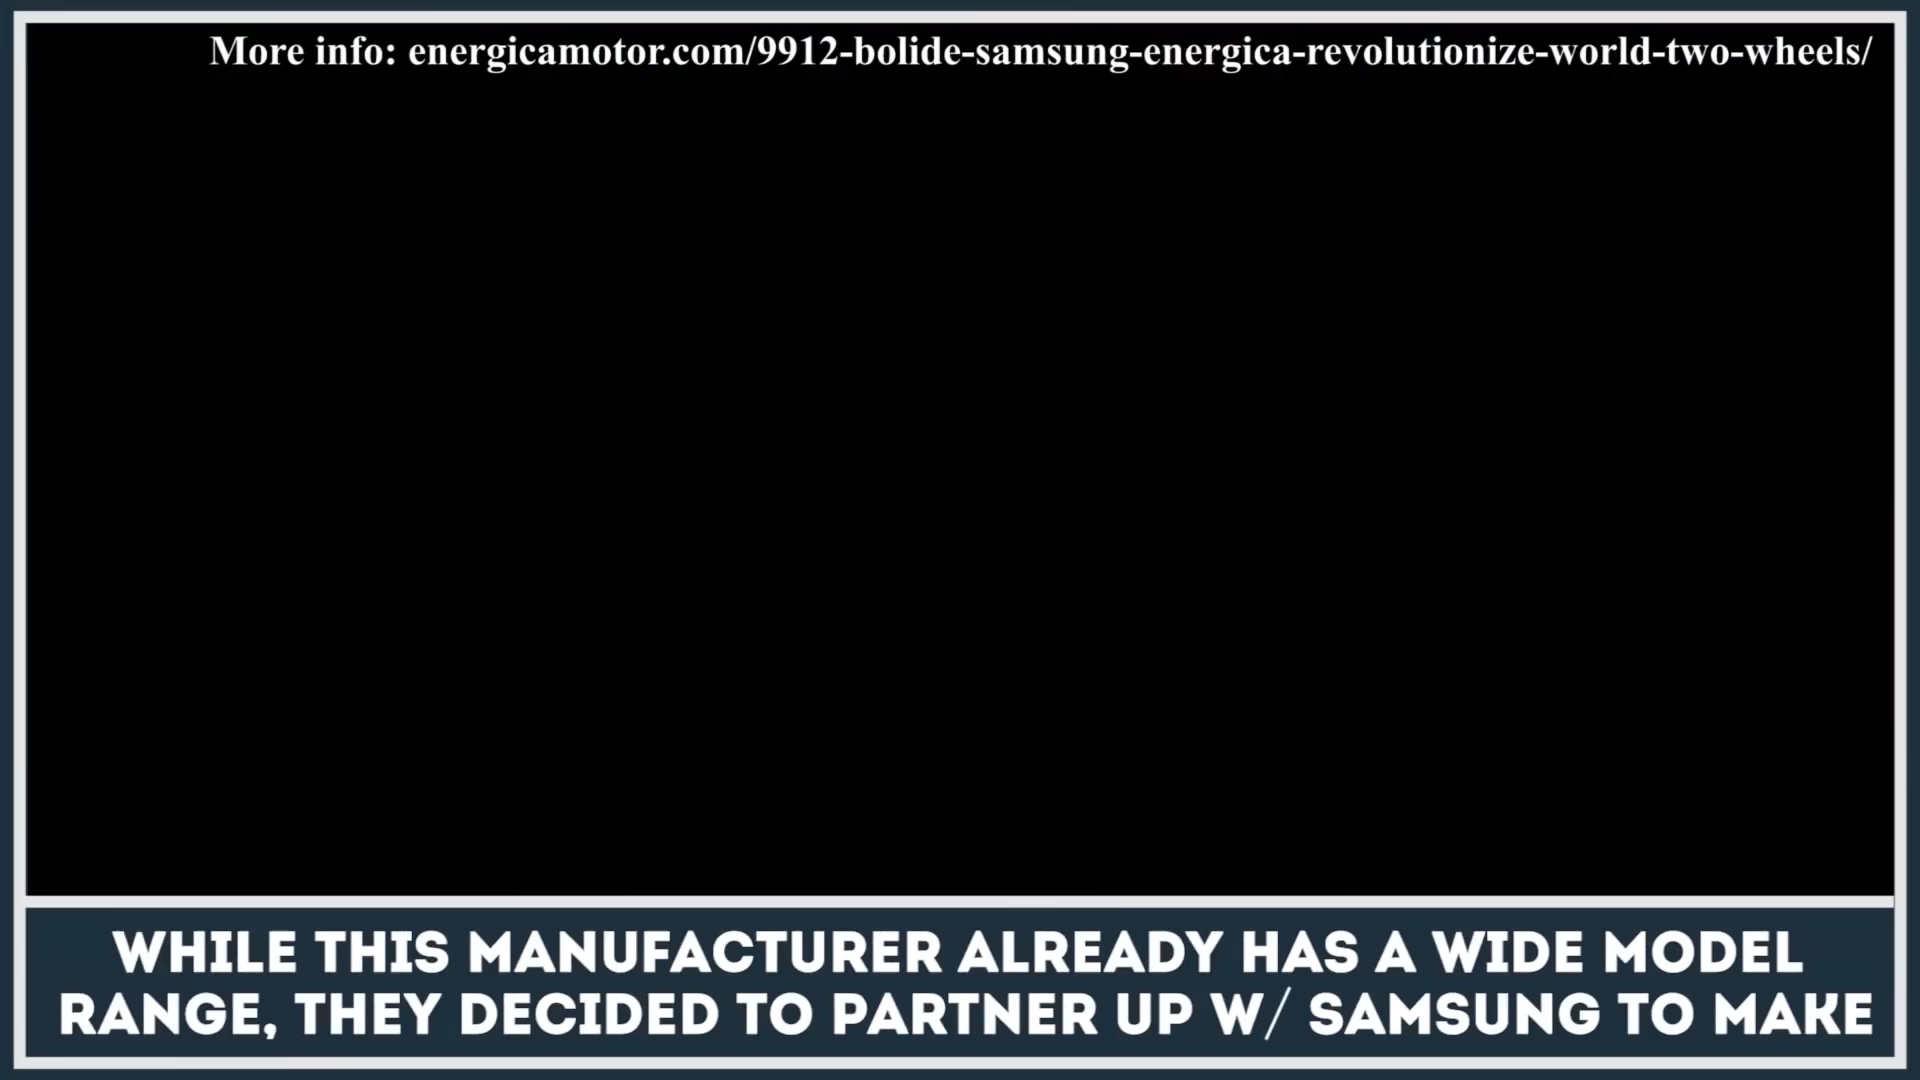 More info: energicamotor.com/9912-bolide-samsung-energica-revolutionize-world-two-wheels/
WHILE THIS MANUFACTURER ALREADY HAS A WIDE MODEL
RANGE, THEY DECIDED TO PARTNER UP W/ SAMSUNG TO MAKE